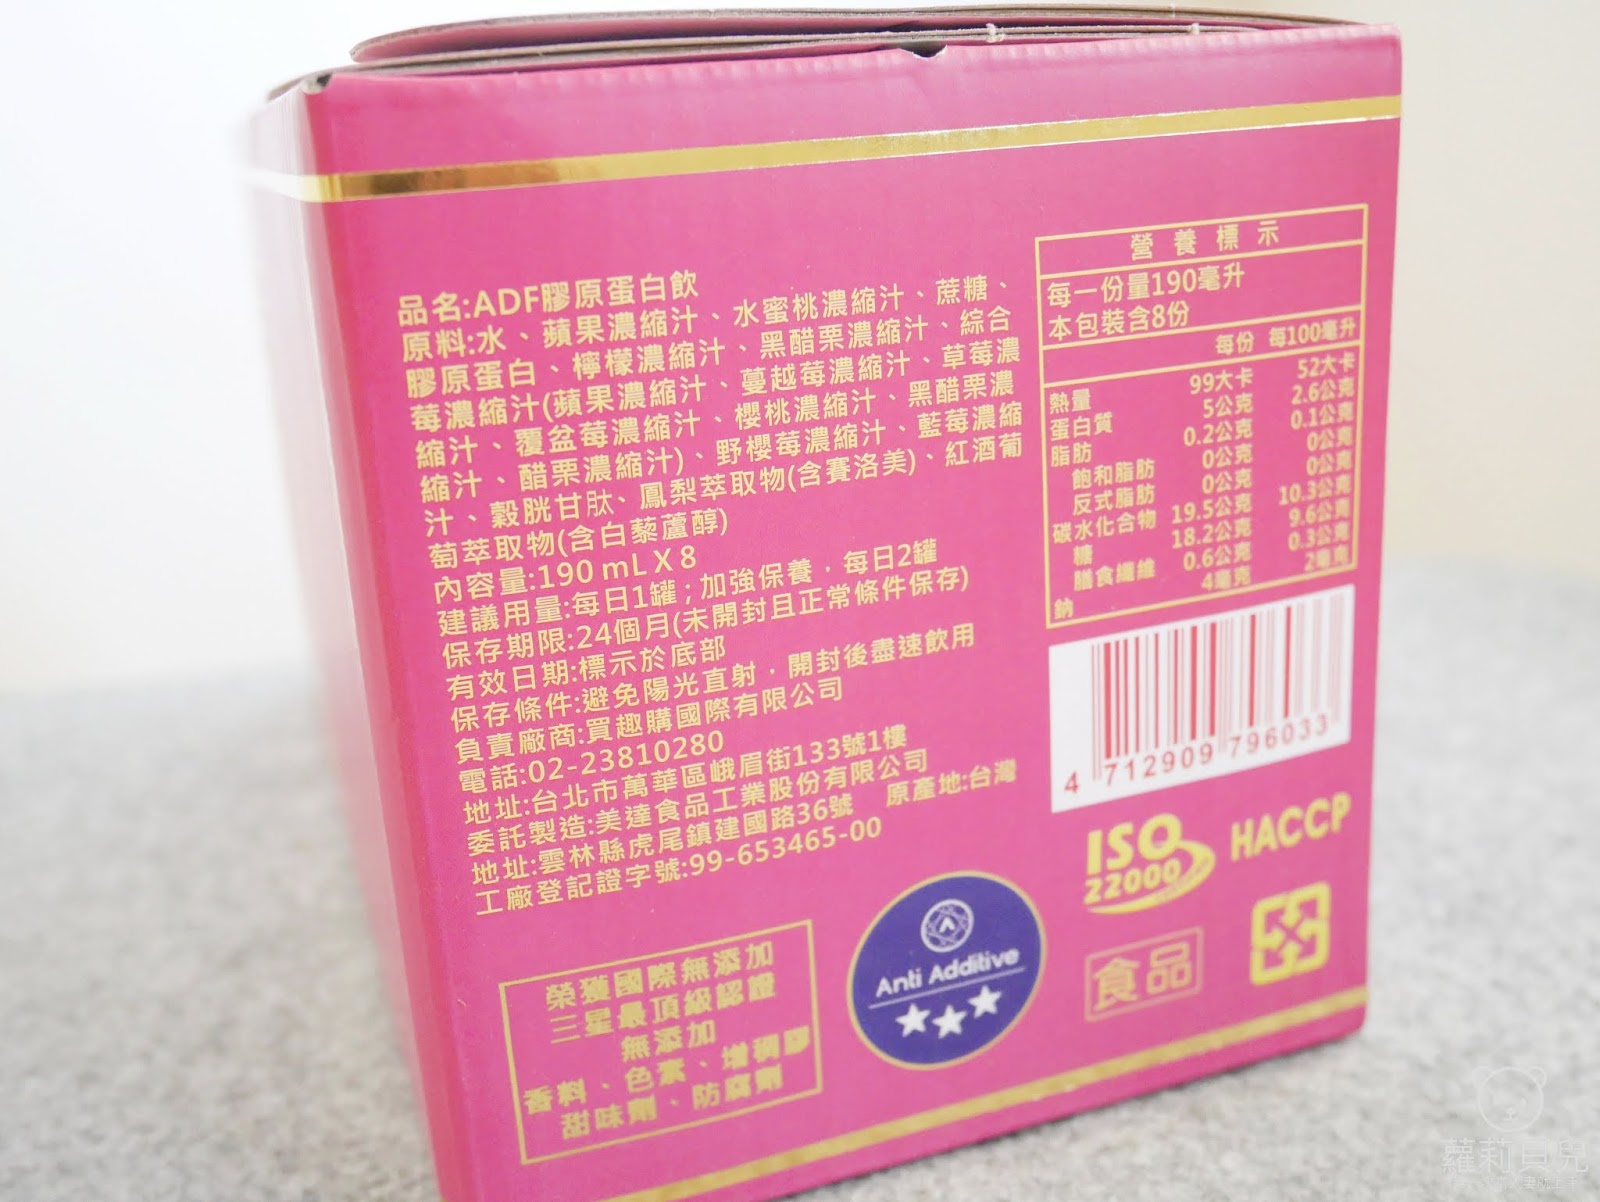 品名:ADF膠原蛋白飲
原料:水、蘋果濃縮汁、水蜜桃濃縮汁、蔗糖、
膠原蛋白、檸檬濃縮汁、黑醋栗濃縮汁、綜合
莓濃縮汁(蘋果濃縮汁、蔓越莓濃縮汁、草莓濃
縮汁、覆盆莓濃縮汁、櫻桃濃縮汁、黑醋栗濃
縮汁、醋栗濃縮汁)、野櫻莓濃縮汁、藍莓濃縮
汁、穀胱甘肽、鳳梨萃取物(含賽洛美)、紅酒葡
萄萃取物(含白藜蘆醇)
內容量:190 mL X 8
建議用量:每日1罐；加強保養，每日2罐
保存期限:24個月(未開封且正常條件保存)
有效日期:標示於底部
保存條件:避免陽光直射，開封後盡速飲用
負責廠商:買趣購國際有限公司
電話:02-23810280
地址:台北市萬華區峨眉街133號1樓
委託製造:美達食品工業股份有限公司
地址:雲林縣虎尾鎮建國路36號 原產地:台灣
工廠登記證字號:99-653465-00
營養標示
每一份量190毫升
本包裝含8份
每份 每100毫升
熱量 99大卡 52大卡
蛋白質 5公克 2.6公克
脂肪 0.2公克 0.1公克
飽和脂肪 0公克 0公克
反式脂肪 0公克 0公克
碳水化合物 19.5公克 10.3公克
糖 18.2公克 9.6公克
膳食纖維 0.6公克 0.3公克
鈉 4毫克 2毫克
4 712909 796033
ISO
22000
HACCP
食品
Anti Additive
榮獲國際無添加
三星最頂級認證
無添加
香料、色素、增稠膠
甜味劑、防腐劑
蘿莉貝兒